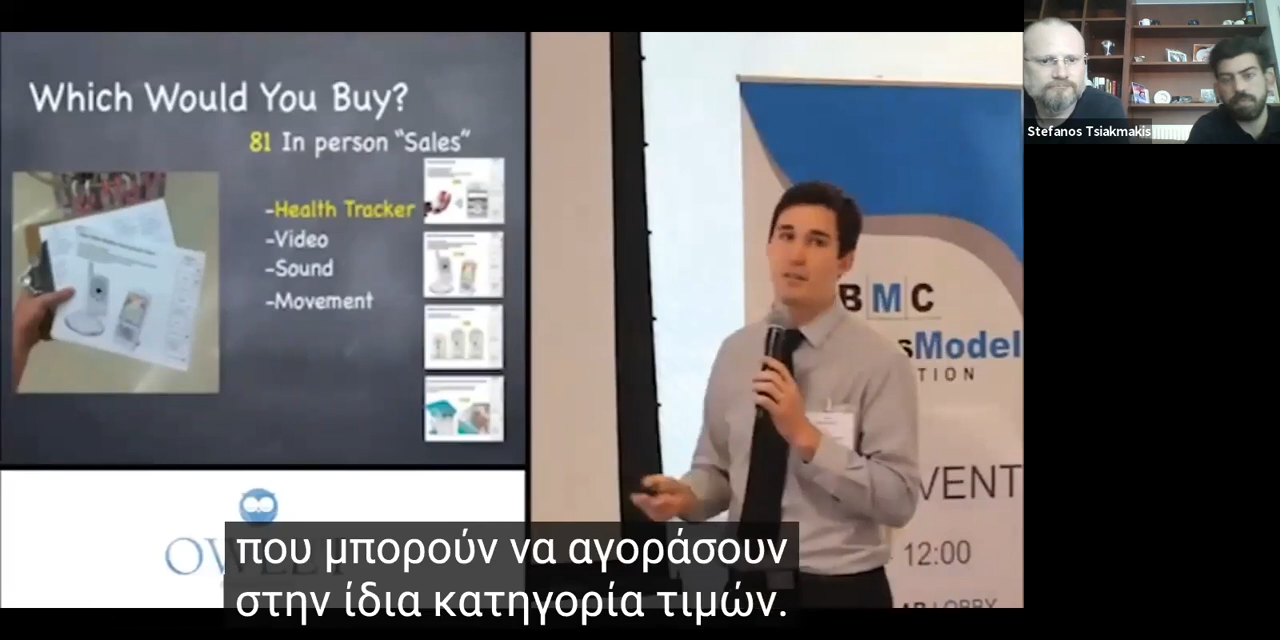 Which Would You Buy?
81 In person “Sales”
-Health Tracker
-Video
-Sound
-Movement
Stefanos Tsiakmakis
BMC
sModel
TION
VENT
12:00
LOBBY
που μπορούν να αγοράσουν
στην ίδια κατηγορία τιμών.